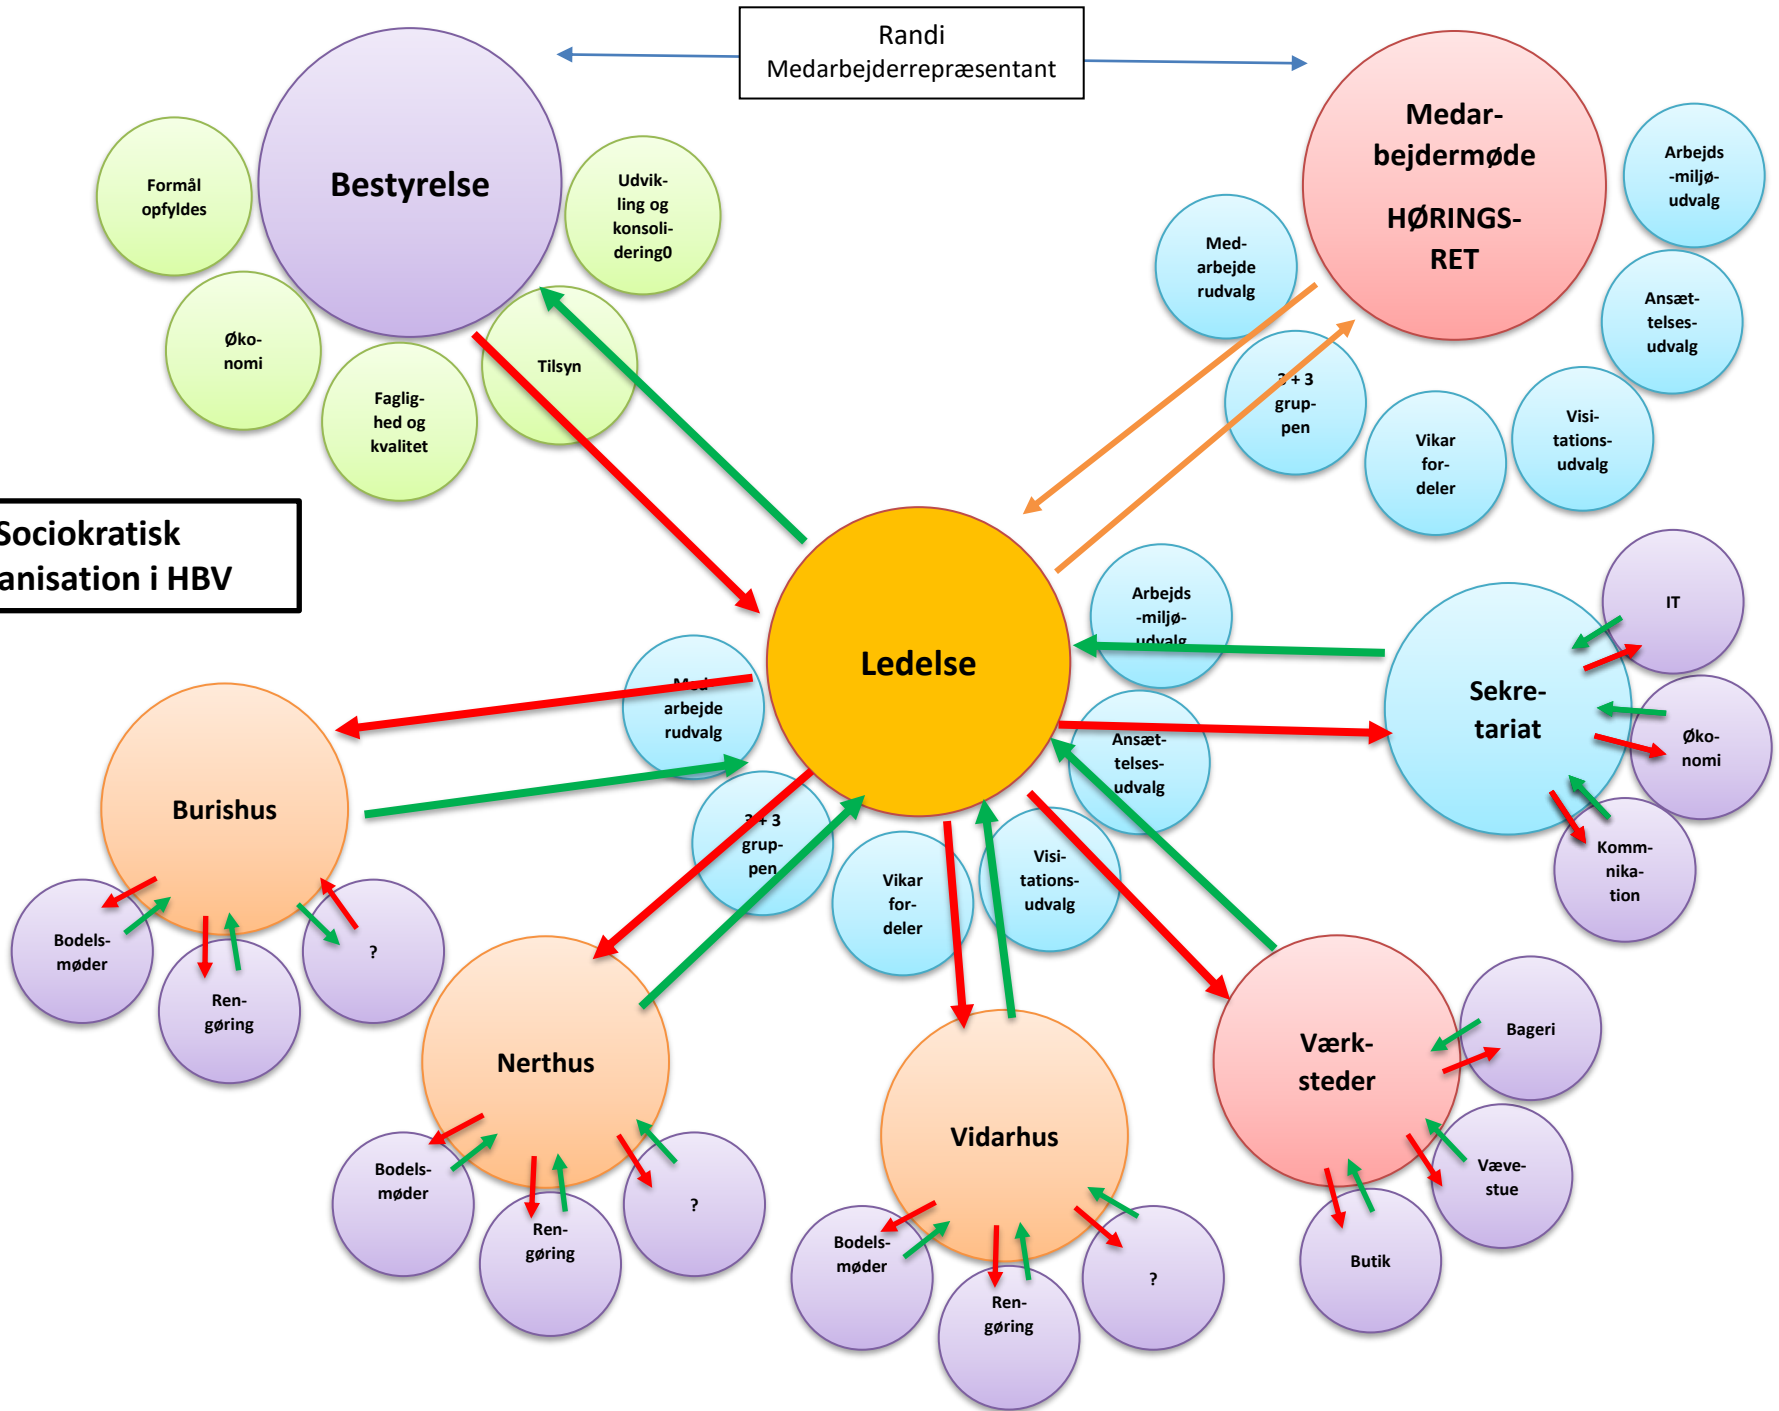 Randi
Medarbejderrepræsentant
Bestyrelse
Formål
opfyldes
Øko-
nomi
Faglig-
hed og
kvalitet
Tilsyn
Udvik-
ling og
konsoli-
dering0
Medar-
bejdermøde
HØRINGS-
RET
Med-
arbejde
rudvalg
3 + 3
grup-
pen
Vikar
for-
deler
Visi-
tations-
udvalg
Ansæt-
telses-
udvalg
Arbejds
-miljø-
udvalg
Sociokratisk
anisation i HBV
Ledelse
Med-
arbejde
rudvalg
3 + 3
grup-
pen
Vikar
for-
deler
Visi-
tations-
udvalg
Ansæt-
telses-
udvalg
Arbejds
-miljø-
udvalg
Sekre-
tariat
IT
Øko-
nomi
Komm-
nika-
tion
Burishus
Bodels-
møder
Ren-
gøring
?
Nerthus
Bodels-
møder
Ren-
gøring
?
Vidarhus
Bodels-
møder
Ren-
gøring
?
Værk-
steder
Bageri
Væve-
stue
Butik